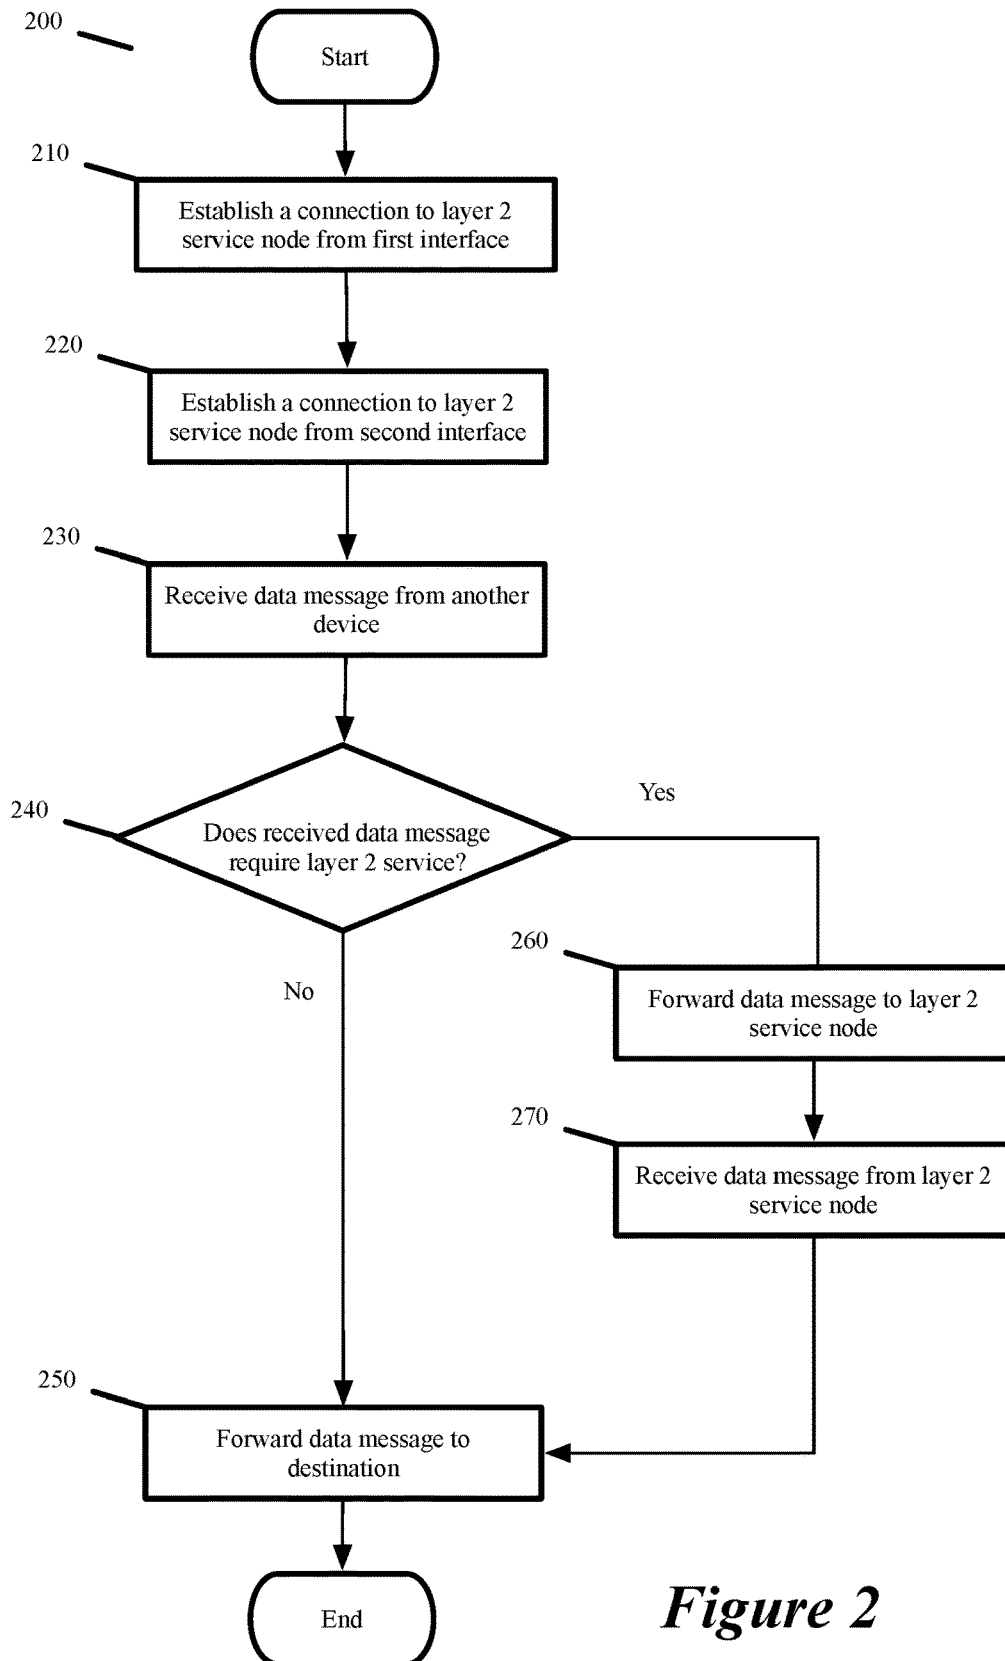 200
Start
210
Establish a connection to layer 2
service node from first interface
220
Establish a connection to layer 2
service node from second interface
230
Receive data message from another
device
240
Does received data message
require layer 2 service?
Yes
No
260
Forward data message to layer 2
service node
270
Receive data message from layer 2
service node
250
Forward data message to
destination
End
Figure 2